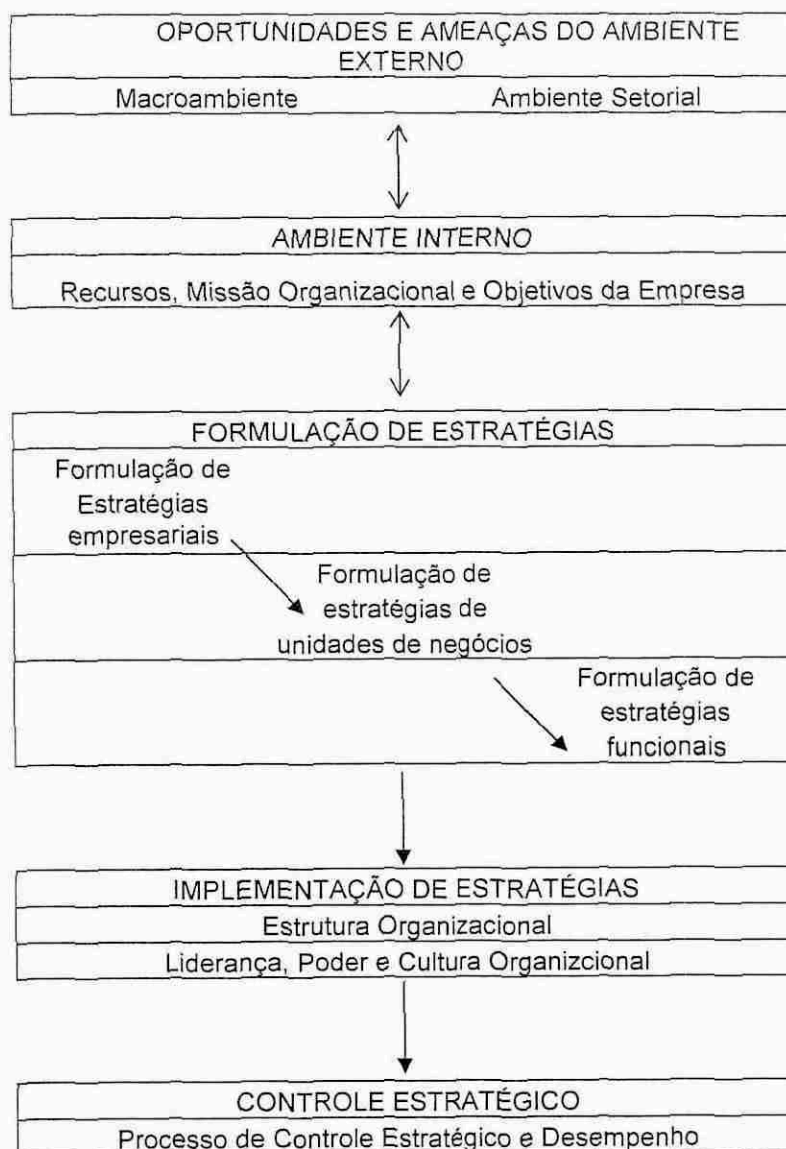 OPORTUNIDADES E AMEAÇAS DO AMBIENTE
EXTERNO
Macroambiente Ambiente Setorial
AMBIENTE INTERNO
Recursos, Missão Organizacional e Objetivos da Empresa
FORMULAÇÃO DE ESTRATÉGIAS
Formulação de
Estratégias
empresariais
Formulação de
estratégias de
unidades de negócios
Formulação de
estratégias
funcionais
IMPLEMENTAÇÃO DE ESTRATÉGIAS
Estrutura Organizacional
Liderança, Poder e Cultura Organizcional
CONTROLE ESTRATÉGICO
Processo de Controle Estratégico e Desempenho